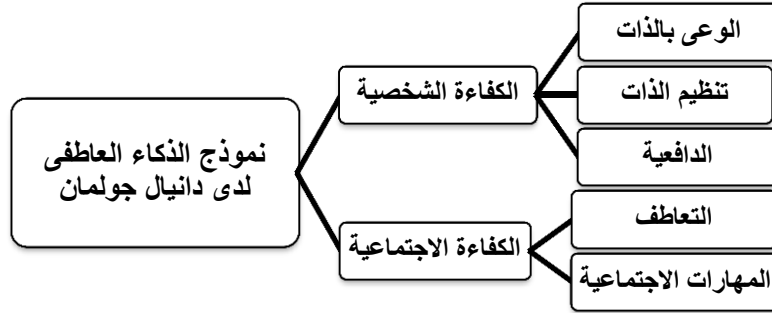 نموذج الذكاء العاطفى
لدى دانيال جولمان
الكفاءة الشخصية
الوعى بالذات
تنظيم الذات
الدافعية
الكفاءة الاجتماعية
التعاطف
المهارات الاجتماعية